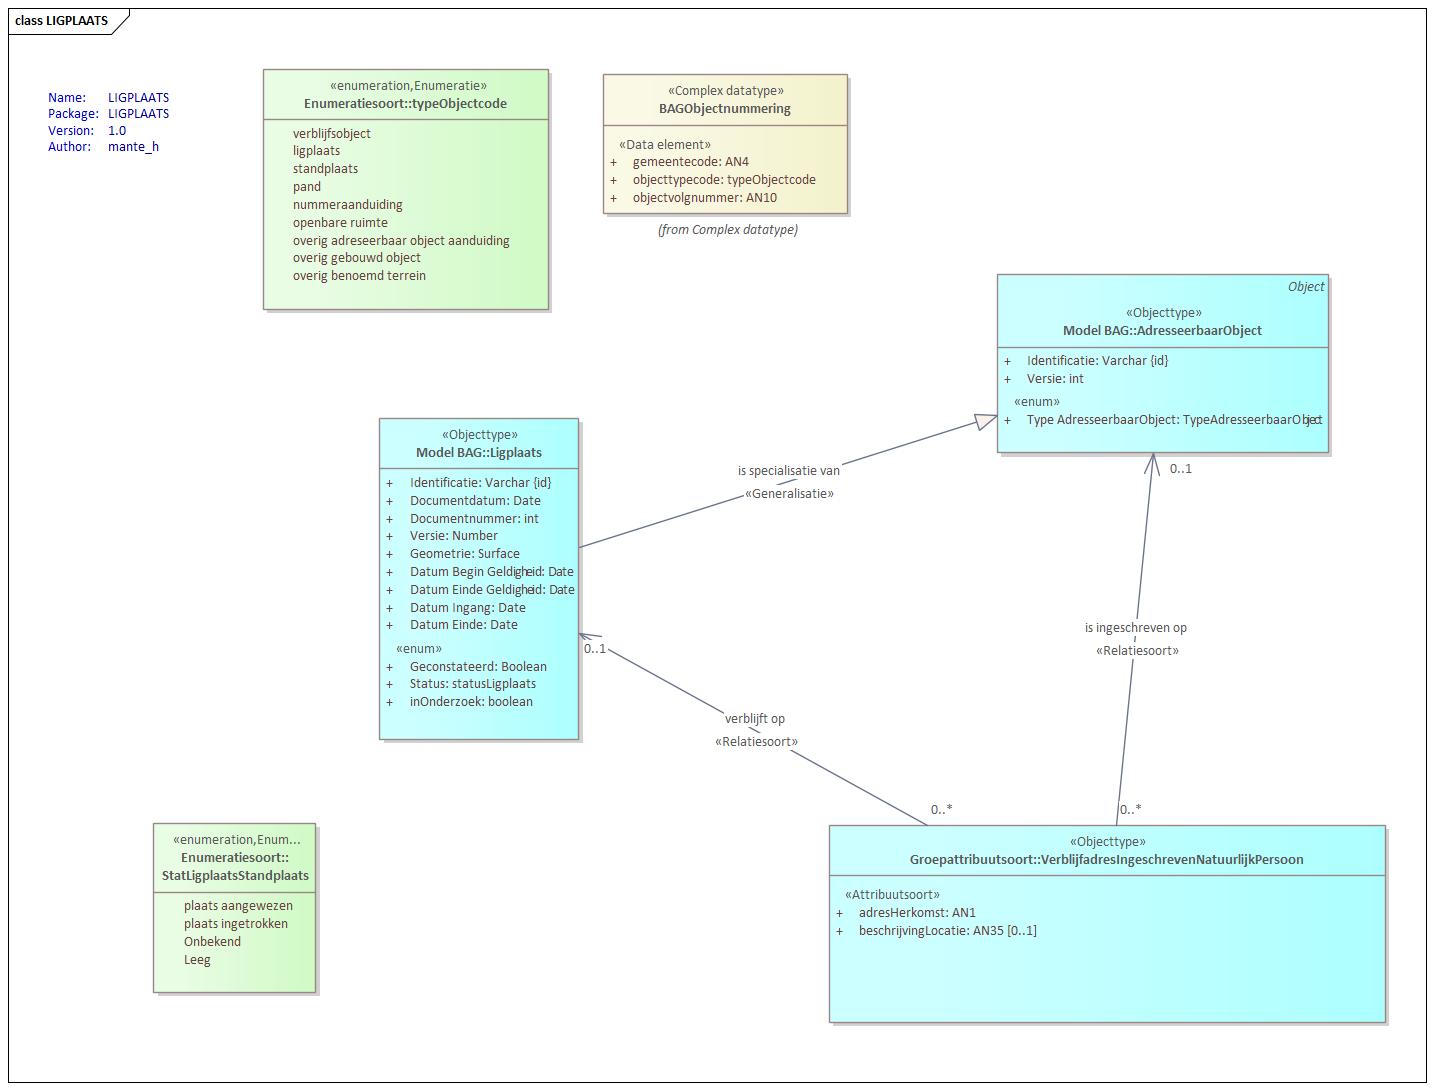 class LIGPLAATS
Name: LIGPLAATS
Package: LIGPLAATS
Version: 1.0
Author: mante_h
«enumeration,Enumeratie»
Enumeratiesoort::typeObjectcode
verblijfsobject
ligplaats
standplaats
pand
nummeraanduiding
openbare ruimte
overig adreseerbaar object aanduiding
overig gebouwd object
overig benoemd terrein
«Complex datatype»
BAGObjectnummering
«Data element»
+ gemeentecode: AN4
+ objecttypecode: typeObjectcode
+ objectvolgnummer: AN10
(from Complex datatype)
Object
«Objecttype»
Model BAG::AdresseerbaarObject
+ Identificatie: Varchar {id}
+ Versie: int
«enum»
+ Type AdresseerbaarObject: TypeAdresseerbaarObject
«Objecttype»
Model BAG::Ligplaats
+ Identificatie: Varchar {id}
+ Documentdatum: Date
+ Documentnummer: int
+ Versie: Number
+ Geometrie: Surface
+ Datum Begin Geldigheid: Date
+ Datum Einde Geldigheid: Date
+ Datum Ingang: Date
+ Datum Einde: Date
«enum»
+ Geconstateerd: Boolean
+ Status: statusLigplaats
+ inOnderzoek: boolean
is specialisatie van
«Generalisatie»
0..1
is ingeschreven op
«Relatiesoort»
0..*
0..1
verblijft op
«Relatiesoort»
0..*
«enumeration,Enum...
Enumeratiesoort::
StatLigplaatsStandplaats
plaats aangewezen
plaats ingetrokken
Onbekend
Leeg
«Objecttype»
Groepattribuutsoort::VerblijfadresIngeschrevenNatuurlijkPersoon
«Attribuutsoort»
+ adresHerkomst: AN1
+ beschrijvingLocatie: AN35 [0..1]